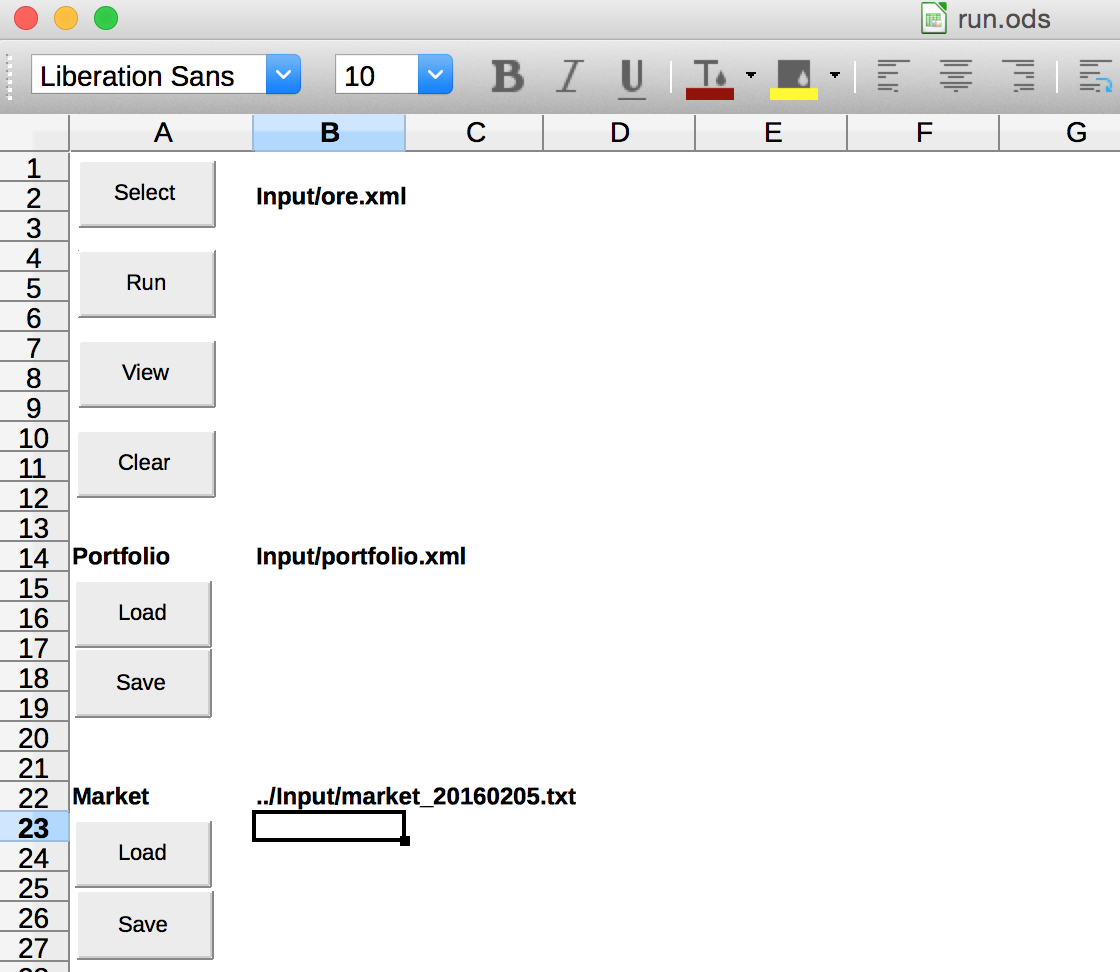 run.ods
Liberation Sans 10 B I U T
A B C D E F G
1
Select
2 Input/ore.xml
3
4
Run
5
6
7
View
8
9
10
Clear
11
12
13
14 Portfolio Input/portfolio.xml
15
Load
16
17
18 Save
19
20
21
22 Market ../Input/market_20160205.txt
23
24 Load
25
26 Save
27